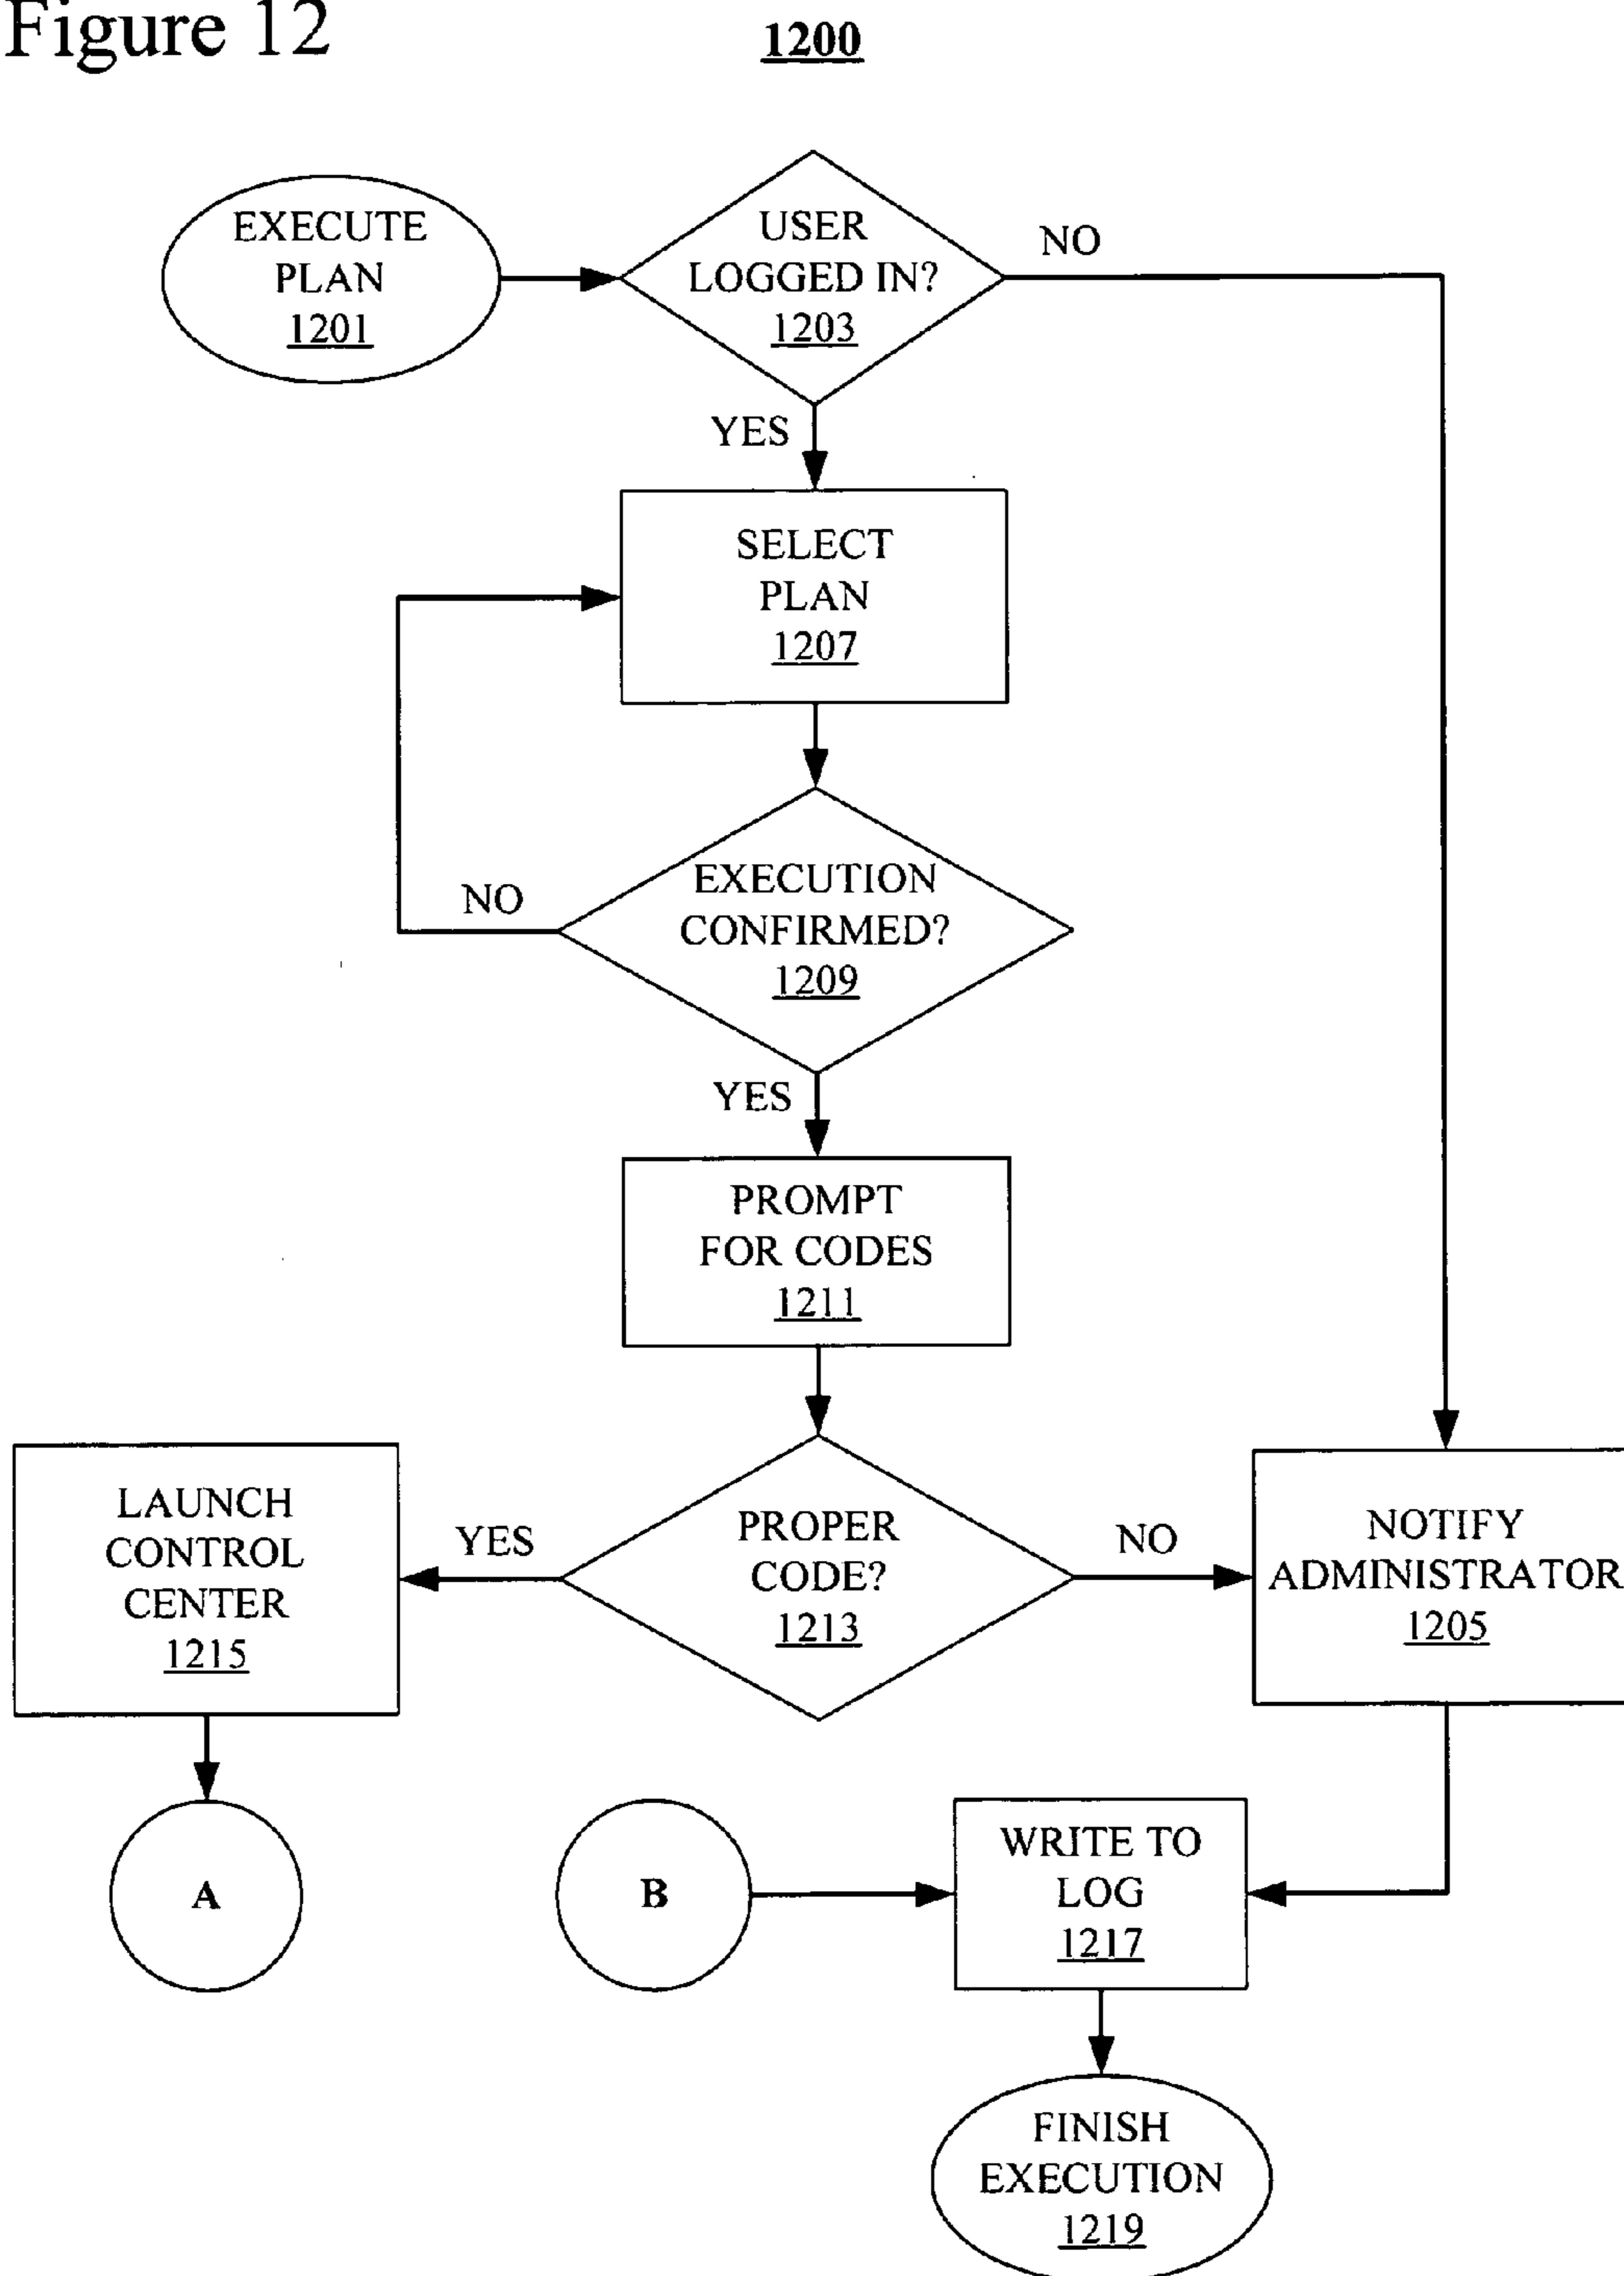 Figure 12
1200
EXECUTE
PLAN
1201
USER
LOGGED IN?
1203
NO
YES
SELECT
PLAN
1207
EXECUTION
CONFIRMED?
1209
NO
YES
PROMPT
FOR CODES
1211
LAUNCH
CONTROL
CENTER
1215
YES
PROPER
CODE?
1213
NO
NOTIFY
ADMINISTRATOR
1205
A
B
WRITE TO
LOG
1217
FINISH
EXECUTION
1219